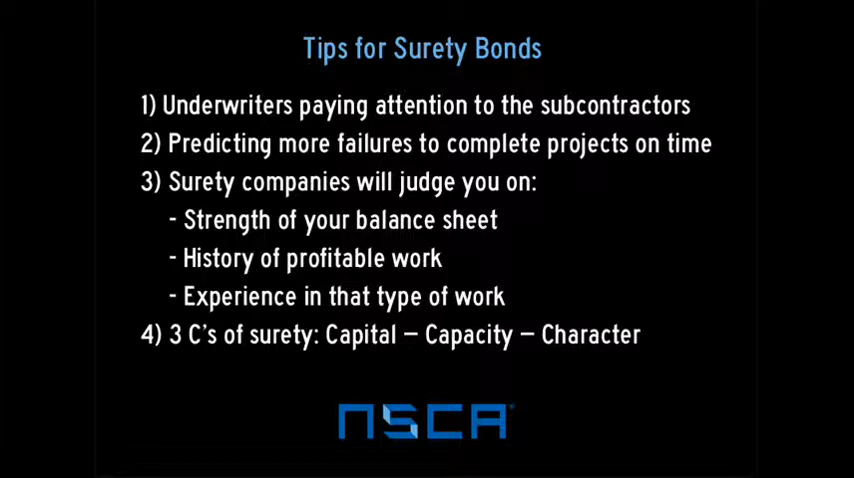 Tips for Surety Bonds
1) Underwriters paying attention to the subcontractors
2) Predicting more failures to complete projects on time
3) Surety companies will judge you on:
- Strength of your balance sheet
- History of profitable work
- Experience in that type of work
4) 3 C's of surety: Capital – Capacity – Character
NSCA